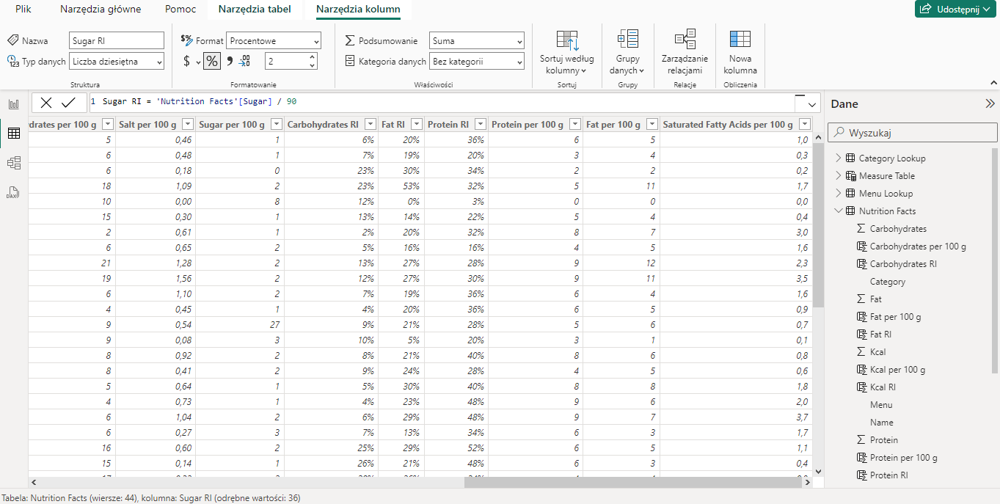 Plik Narzędzia główne Pomoc Narzędzia tabel Narzędzia kolumn Udostępnij
Nazwa Sugar RI $% Format Procentowe Podsumowanie Suma
123 Typ danych Liczba dziesiętna $ % 2 Kategoria danych Bez kategorii
Sortuj według kolumny
Grupy danych
Zarządzanie relacjami
Nowa kolumna
Struktura Formatowanie Właściwości Sortuj Grupy Relacje Obliczenia
1 Sugar RI = 'Nutrition Facts'[Sugar] / 90
drates per 100 g Salt per 100 g Sugar per 100 g Carbohydrates RI Fat RI Protein RI Protein per 100 g Fat per 100 g Saturated Fatty Acids per 100 g
5 0,46 1 6% 20% 36% 6 5 1,0
6 0,48 1 7% 19% 20% 3 4 0,3
6 0,18 0 23% 30% 34% 2 2 0,2
18 1,09 2 23% 53% 32% 5 11 1,7
10 0,00 8 12% 0% 3% 0 0 0,0
15 0,30 1 13% 14% 22% 5 4 0,4
2 0,61 1 2% 20% 32% 8 7 3,0
6 0,65 2 5% 16% 16% 4 5 1,6
21 1,28 2 13% 27% 28% 9 12 2,3
19 1,56 2 12% 27% 30% 9 11 3,5
6 1,10 2 7% 19% 36% 6 4 1,6
4 0,45 1 4% 20% 36% 6 5 0,9
9 0,54 27 9% 21% 28% 5 6 0,7
9 0,08 3 10% 5% 20% 3 1 0,1
8 0,92 2 8% 21% 40% 8 6 0,8
8 0,41 2 9% 24% 28% 4 5 0,6
5 0,64 1 5% 30% 40% 8 8 1,8
4 0,73 1 4% 23% 48% 9 6 2,0
6 1,04 2 6% 29% 48% 9 7 3,7
6 0,27 3 7% 13% 34% 6 3 1,7
16 0,60 2 25% 29% 52% 6 5 1,1
15 0,14 1 26% 21% 48% 6 3 0,4
DAX
Dane
Wyszukaj
Category Lookup
Measure Table
Menu Lookup
Nutrition Facts
Carbohydrates
Carbohydrates per 100 g
Carbohydrates RI
Category
Fat
Fat per 100 g
Fat RI
Kcal
Kcal per 100 g
Kcal RI
Menu
Name
Protein
Protein per 100 g
Protein RI
Tabela: Nutrition Facts (wiersze: 44), kolumna: Sugar RI (odrębne wartości: 36)